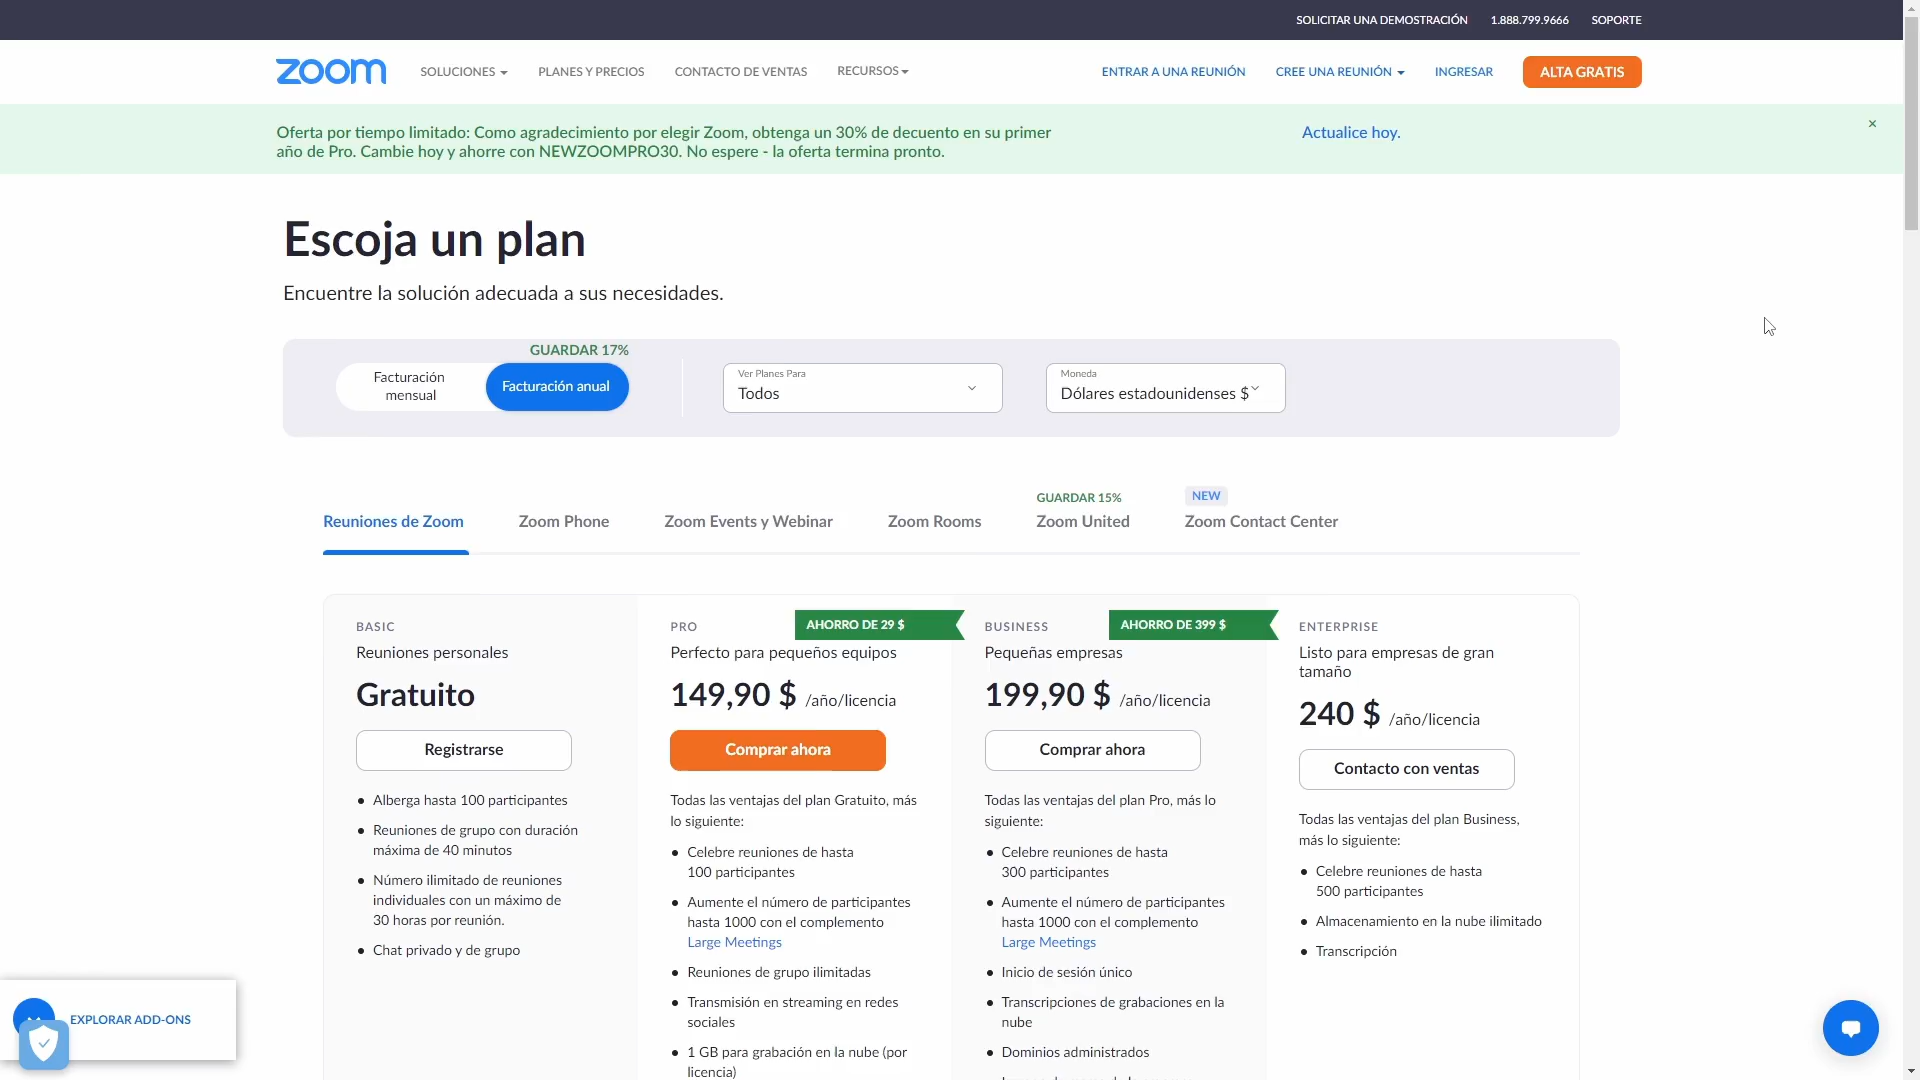 SOLICITAR UNA DEMOSTRACIÓN 1.888.799.9666 SOPORTE
zoom SOLUCIONES PLANES Y PRECIOS CONTACTO DE VENTAS RECURSOS ENTRAR A UNA REUNIÓN CREE UNA REUNIÓN INGRESAR ALTA GRATIS
Oferta por tiempo limitado: Como agradecimiento por elegir Zoom, obtenga un 30% de decuento en su primer
año de Pro. Cambie hoy y ahorre con NEWZOOMPRO30. No espere - la oferta termina pronto.
Actualice hoy.
Escoja un plan
Encuentre la solución adecuada a sus necesidades.
GUARDAR 17%
Facturación
mensual
Facturación anual
Ver Planes Para
Todos
Moneda
Dólares estadounidenses $
Reuniones de Zoom
Zoom Phone
Zoom Events y Webinar
Zoom Rooms
GUARDAR 15%
Zoom United
NEW
Zoom Contact Center
BASIC
Reuniones personales
Gratuito
Registrarse
• Alberga hasta 100 participantes
• Reuniones de grupo con duración
máxima de 40 minutos
• Número ilimitado de reuniones
individuales con un máximo de
30 horas por reunión.
• Chat privado y de grupo
PRO
AHORRO DE 29 $
Perfecto para pequeños equipos
149,90 $ /año/licencia
Comprar ahora
Todas las ventajas del plan Gratuito, más
lo siguiente:
• Celebre reuniones de hasta
100 participantes
• Aumente el número de participantes
hasta 1000 con el complemento
Large Meetings
• Reuniones de grupo ilimitadas
• Transmisión en streaming en redes
sociales
• 1 GB para grabación en la nube (por
licencia)
BUSINESS
AHORRO DE 399 $
Pequeñas empresas
199,90 $ /año/licencia
Comprar ahora
Todas las ventajas del plan Pro, más lo
siguiente:
• Celebre reuniones de hasta
300 participantes
• Aumente el número de participantes
hasta 1000 con el complemento
Large Meetings
• Inicio de sesión único
• Transcripciones de grabaciones en la
nube
• Dominios administrados
ENTERPRISE
Listo para empresas de gran
tamaño
240 $ /año/licencia
Contacto con ventas
Todas las ventajas del plan Business,
más lo siguiente:
• Celebre reuniones de hasta
500 participantes
• Almacenamiento en la nube ilimitado
• Transcripción
EXPLORAR ADD-ONS